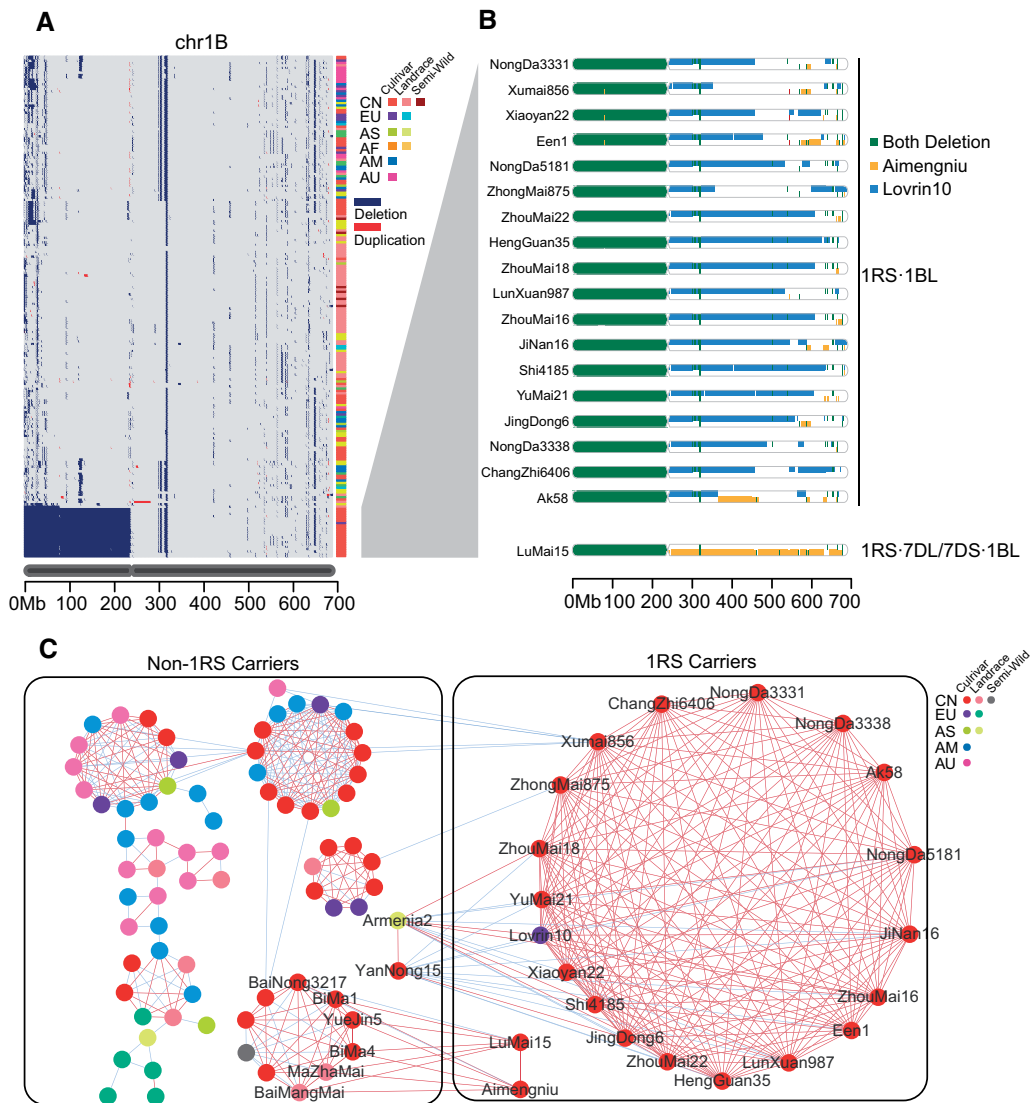 A
chr1B
Culrivar
Landrace
Semi-Wild
CN
EU
AS
AF
AM
AU
Deletion
Duplication
0Mb 100 200 300 400 500 600 700
B
NongDa3331
Xumai856
Xiaoyan22
Een1
NongDa5181
ZhongMai875
ZhouMai22
HengGuan35
ZhouMai18
LunXuan987
ZhouMai16
JiNan16
Shi4185
YuMai21
JingDong6
NongDa3338
ChangZhi6406
Ak58
LuMai15
Both Deletion
Aimengniu
Lovrin10
1RS·1BL
1RS·7DL/7DS·1BL
0Mb 100 200 300 400 500 600 700
C
Non-1RS Carriers
1RS Carriers
Culrivar
Landrace
Semi-Wild
CN
EU
AS
AM
AU
NongDa3331
ChangZhi6406
NongDa3338
Xumai856
Ak58
ZhongMai875
ZhouMai18
NongDa5181
YuMai21
Armenia2
Lovrin10
JiNan16
YanNong15
Xiaoyan22
BaiNong3217
BiMa1
Shi4185
ZhouMai16
YueJin5
Een1
JingDong6
LuMai15
BiMa4
ZhouMai22
LunXuan987
MaZhaMai
HengGuan35
BaiMangMai
Aimengniu